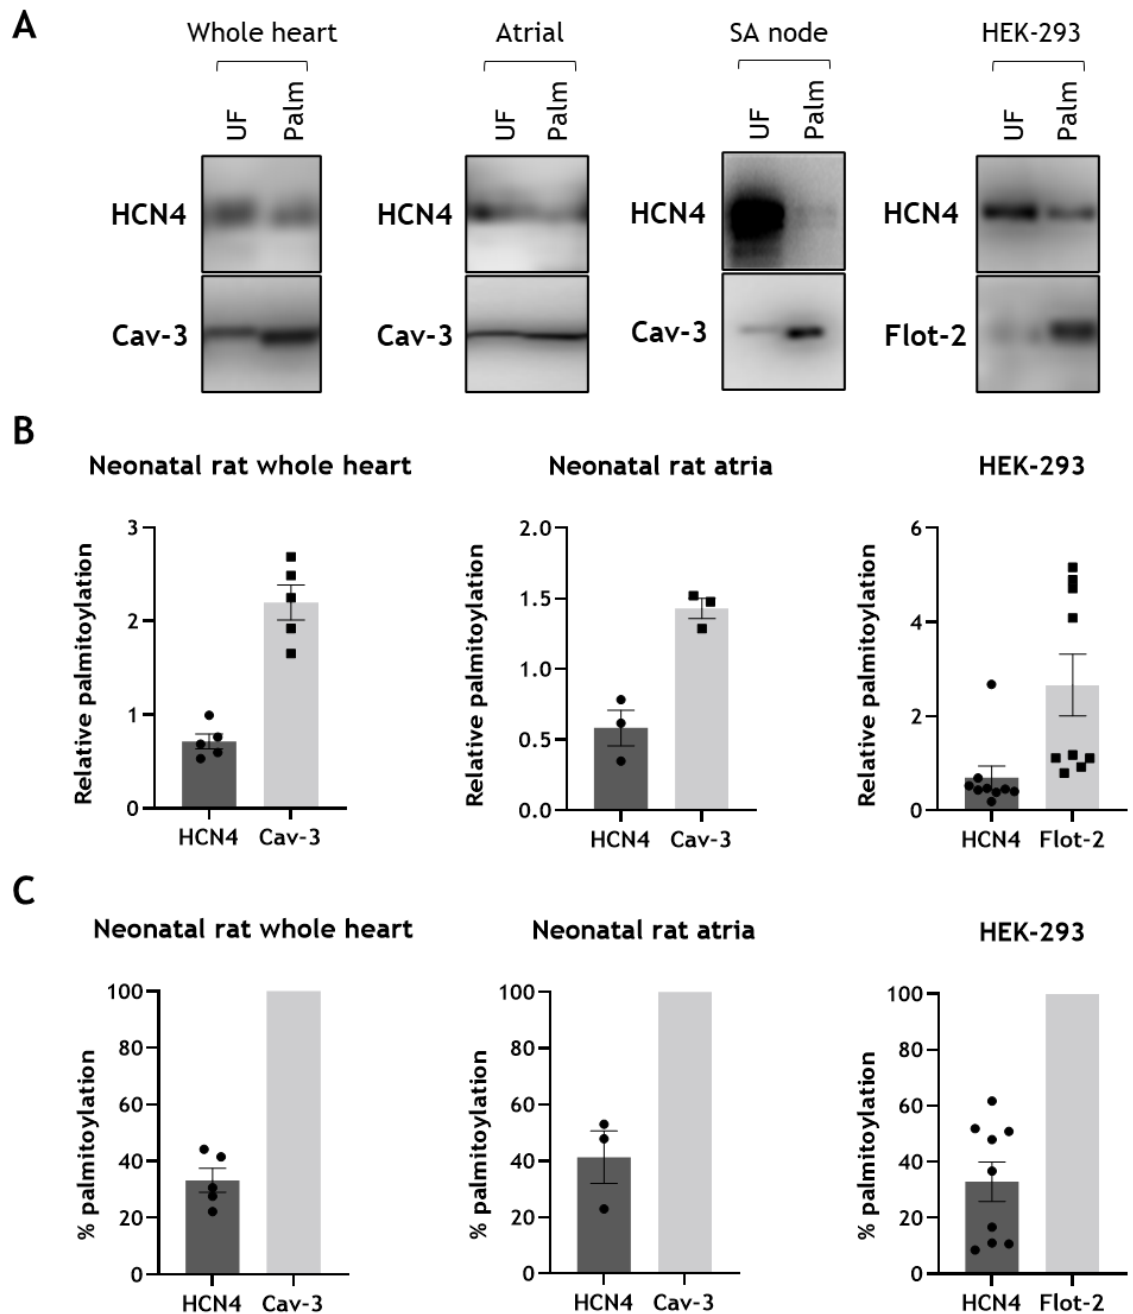 A
Whole heart Atrial SA node HEK-293
UF Palm UF Palm UF Palm UF Palm
HCN4 HCN4 HCN4 HCN4
Cav-3 Cav-3 Cav-3 Flot-2
B
Neonatal rat whole heart Neonatal rat atria HEK-293
Relative palmitoylation
3
2
1
0
HCN4 Cav-3
Relative palmitoylation
2.0
1.5
1.0
0.5
0.0
HCN4 Cav-3
Relative palmitoylation
6
4
2
0
HCN4 Flot-2
C
Neonatal rat whole heart Neonatal rat atria HEK-293
% palmitoylation
100
80
60
40
20
0
HCN4 Cav-3
% palmitoylation
100
80
60
40
20
0
HCN4 Cav-3
% palmitoylation
100
80
60
40
20
0
HCN4 Flot-2